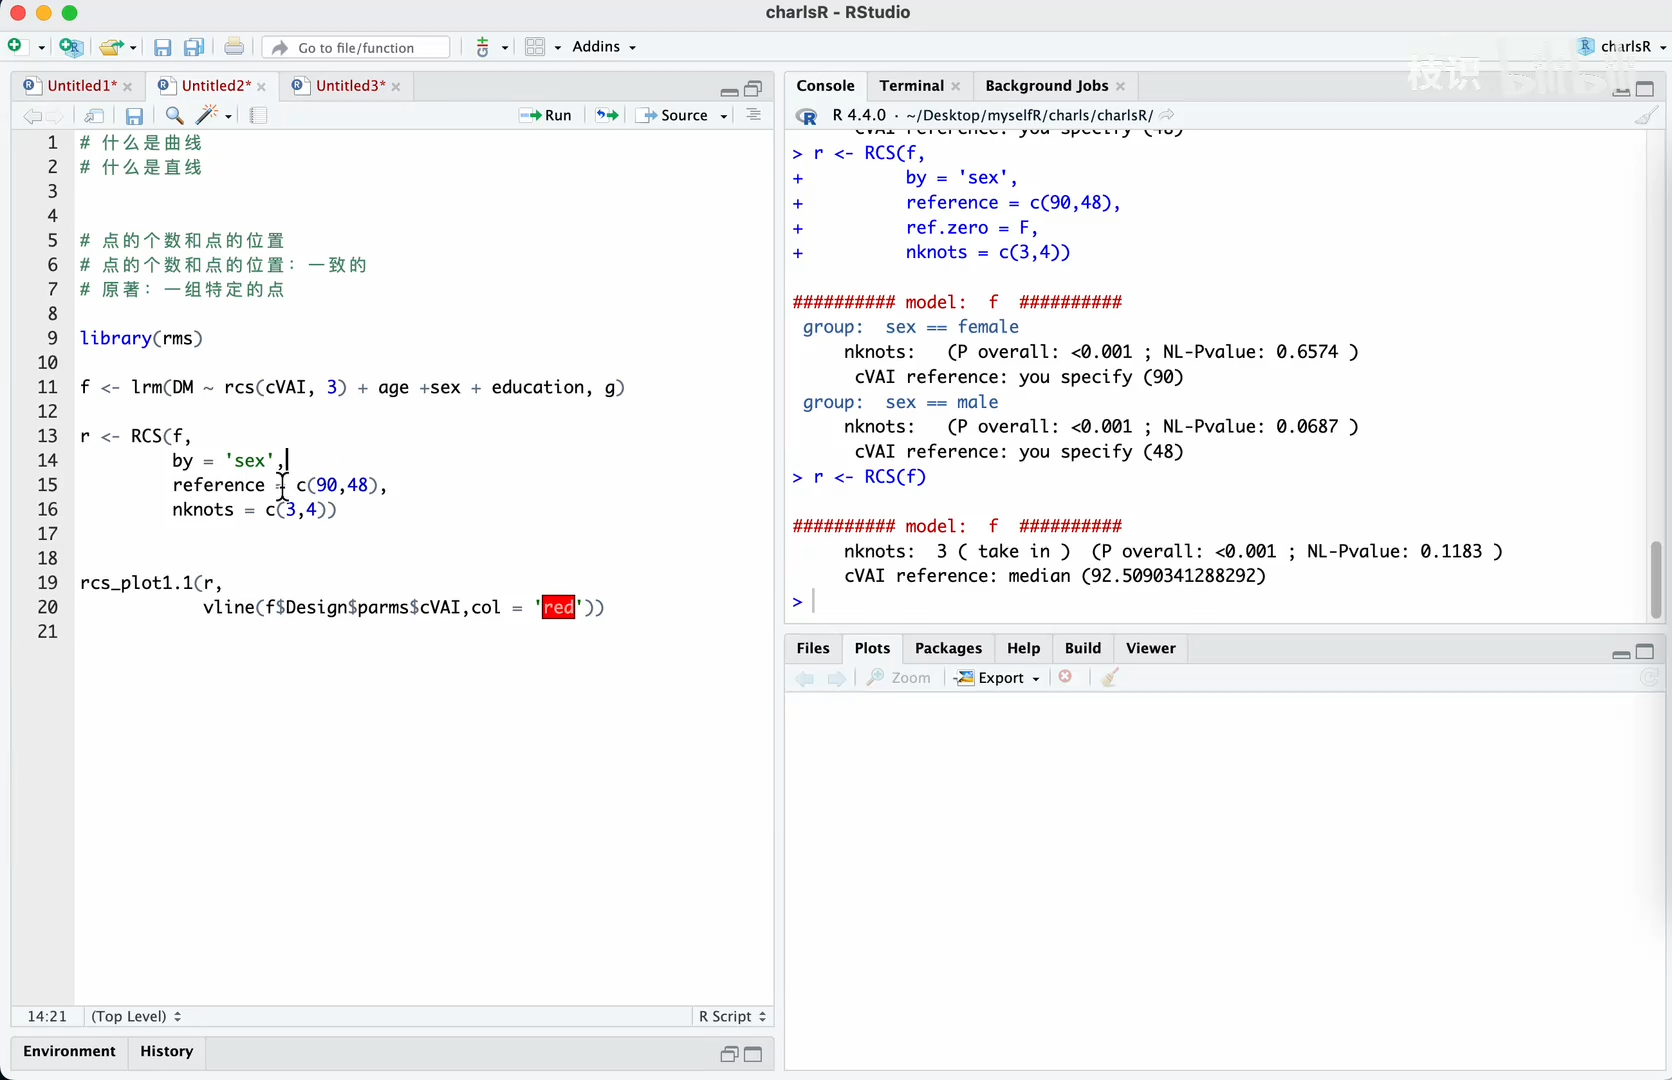 charlsR - RStudio
Go to file/function
Addins
charlsR
枝识 bilibili
Untitled1*
Untitled2*
Untitled3*
Run
Source
1 # 什么是曲线
2 # 什么是直线
3
4
5 # 点的个数和点的位置
6 # 点的个数和点的位置：一致的
7 # 原著：一组特定的点
8
9 library(rms)
10
11 f <- lrm(DM ~ rcs(cVAI, 3) + age +sex + education, g)
12
13 r <- RCS(f,
14 by = 'sex',
15 reference = c(90,48),
16 nknots = c(3,4))
17
18
19 rcs_plot1.1(r,
20 vline(f$Design$parms$cVAI,col = 'red'))
21
14:21 (Top Level) R Script
Environment History
Console Terminal Background Jobs
R 4.4.0 · ~/Desktop/myselfR/charls/charlsR/
cVAI reference: you specify (48)
> r <- RCS(f,
+ by = 'sex',
+ reference = c(90,48),
+ ref.zero = F,
+ nknots = c(3,4))
########## model: f ##########
group: sex == female
nknots: (P overall: <0.001 ; NL-Pvalue: 0.6574 )
cVAI reference: you specify (90)
group: sex == male
nknots: (P overall: <0.001 ; NL-Pvalue: 0.0687 )
cVAI reference: you specify (48)
> r <- RCS(f)
########## model: f ##########
nknots: 3 ( take in ) (P overall: <0.001 ; NL-Pvalue: 0.1183 )
cVAI reference: median (92.5090341288292)
>
Files Plots Packages Help Build Viewer
Zoom Export